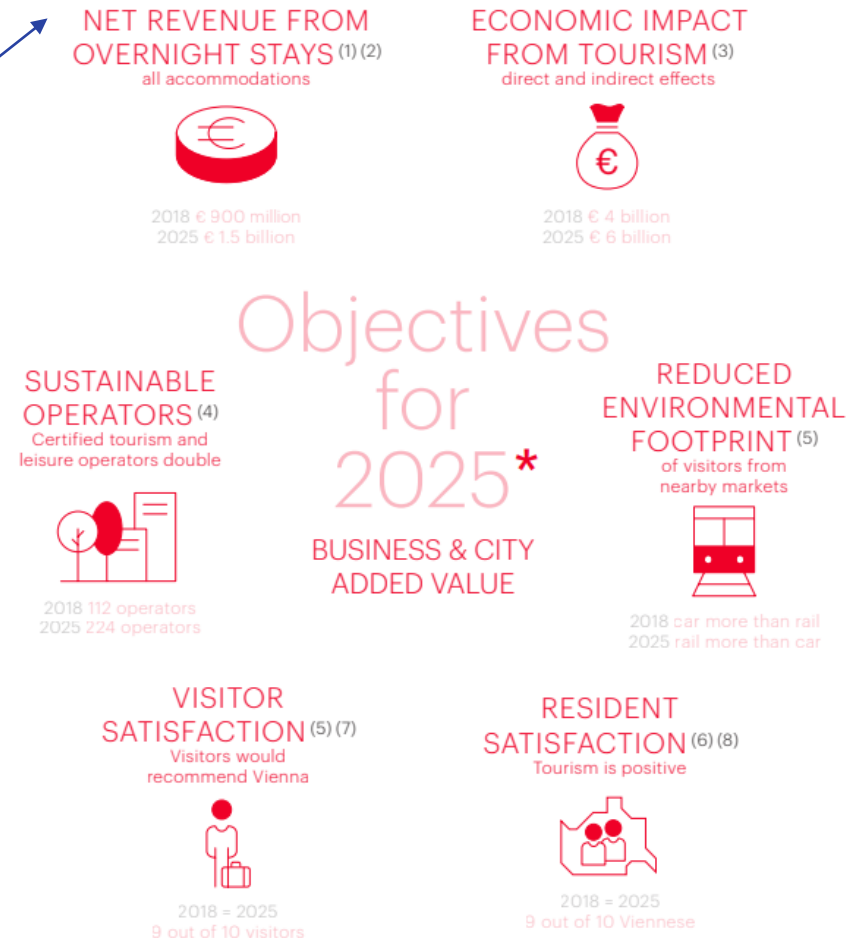 NET REVENUE FROM
OVERNIGHT STAYS (1) (2)
all accommodations
€
2018 € 900 million
2025 € 1.5 billion
ECONOMIC IMPACT
FROM TOURISM (3)
direct and indirect effects
€
2018 € 4 billion
2025 € 6 billion
Objectives
for
2025*
BUSINESS & CITY
ADDED VALUE
SUSTAINABLE
OPERATORS (4)
Certified tourism and
leisure operators double
2018 112 operators
2025 224 operators
REDUCED
ENVIRONMENTAL
FOOTPRINT (5)
of visitors from
nearby markets
2018 car more than rail
2025 rail more than car
VISITOR
SATISFACTION (5) (7)
Visitors would
recommend Vienna
2018 = 2025
9 out of 10 visitors
RESIDENT
SATISFACTION (6) (8)
Tourism is positive
2018 = 2025
9 out of 10 Viennese